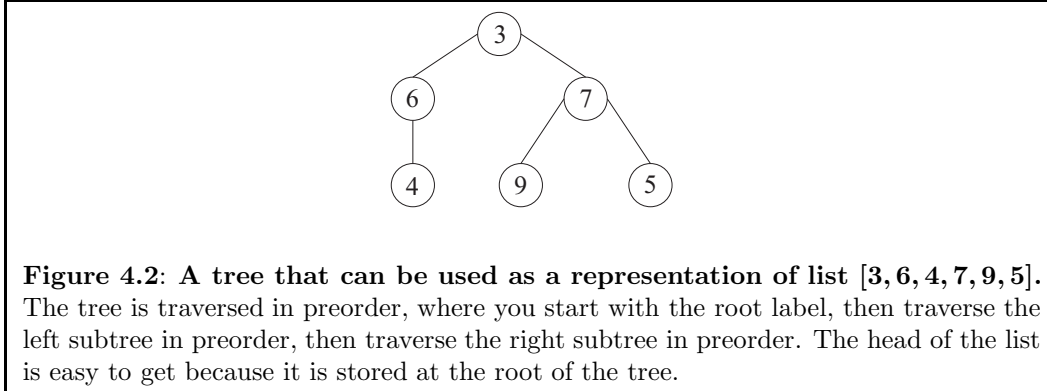 3
6 7
4 9 5
Figure 4.2: A tree that can be used as a representation of list [3, 6, 4, 7, 9, 5].
The tree is traversed in preorder, where you start with the root label, then traverse the
left subtree in preorder, then traverse the right subtree in preorder. The head of the list
is easy to get because it is stored at the root of the tree.